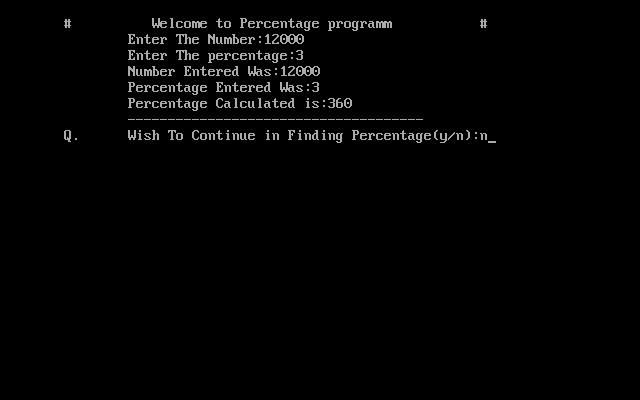 # Welcome to Percentage programm #
Enter The Number:12000
Enter The percentage:3
Number Entered Was:12000
Percentage Entered Was:3
Percentage Calculated is:360
-------------------------------------
Q. Wish To Continue in Finding Percentage(y/n):n_